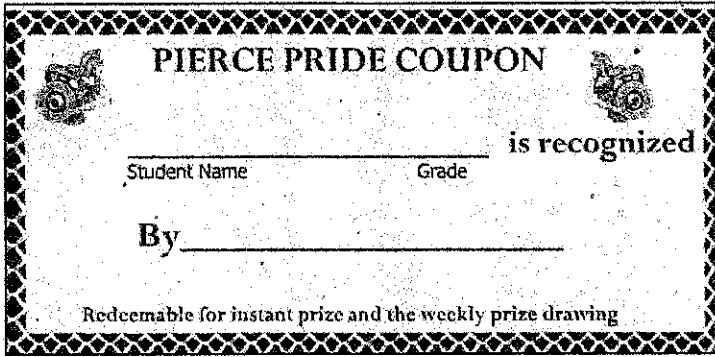 PIERCE PRIDE COUPON
is recognized
Student Name Grade
By
Redeemable for instant prize and the weekly prize drawing